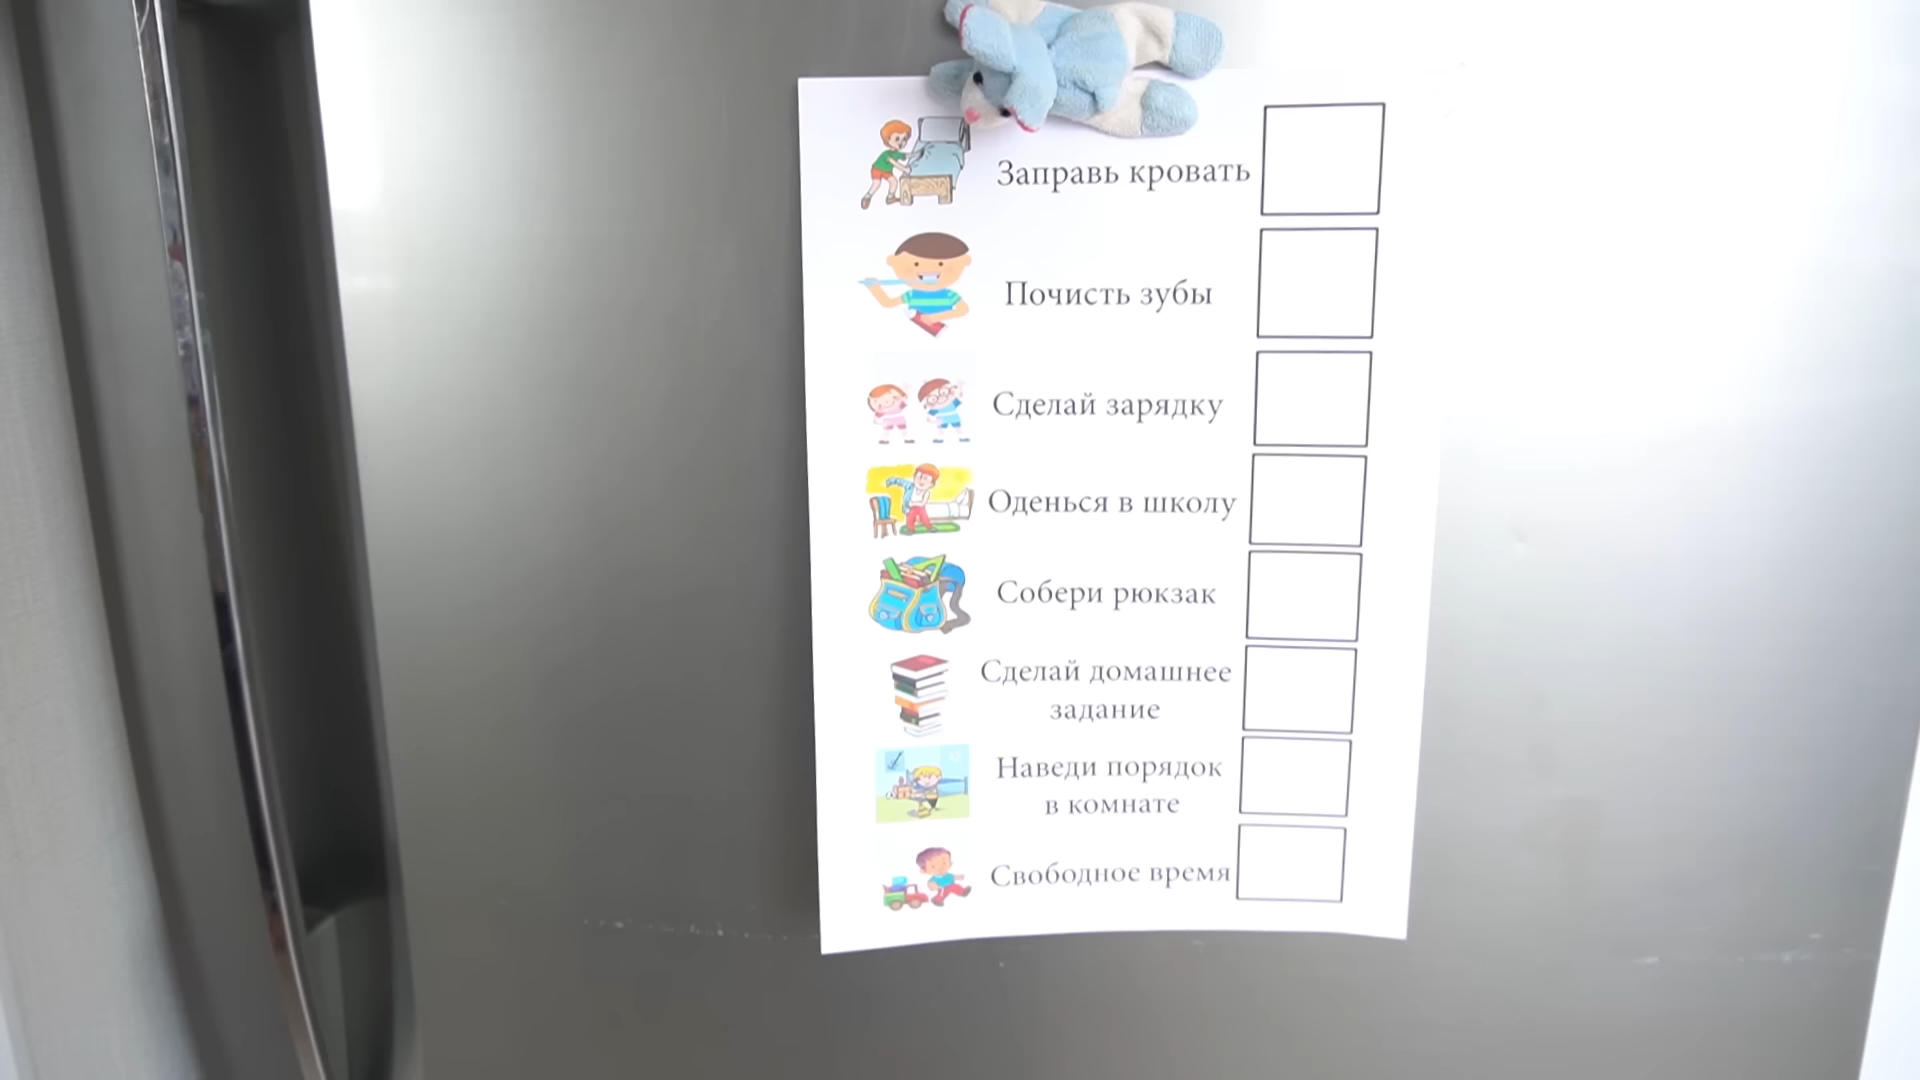 Заправь кровать
Почисть зубы
Сделай зарядку
Оденься в школу
Собери рюкзак
Сделай домашнее
задание
Наведи порядок
в комнате
Свободное время